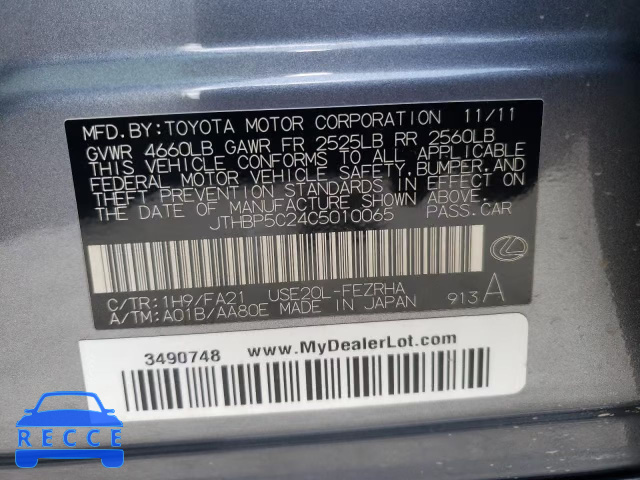 MFD.BY:TOYOTA MOTOR CORPORATION 11/11
GVWR 4660LB GAWR FR 2525LB RR 2560LB
THIS VEHICLE CONFORMS TO ALL APPLICABLE
FEDERAL MOTOR VEHICLE SAFETY,BUMPER,AND
THEFT PREVENTION STANDARDS IN EFFECT ON
THE DATE OF MANUFACTURE SHOWN ABOVE.
JTHBP5C24C5010065 PASS.CAR
C/TR:1H9/FA21 USE20L-FEZRHA
A/TM:A01B/AA80E MADE IN JAPAN 913A
3490748 www.MyDealerLot.com
RECCE